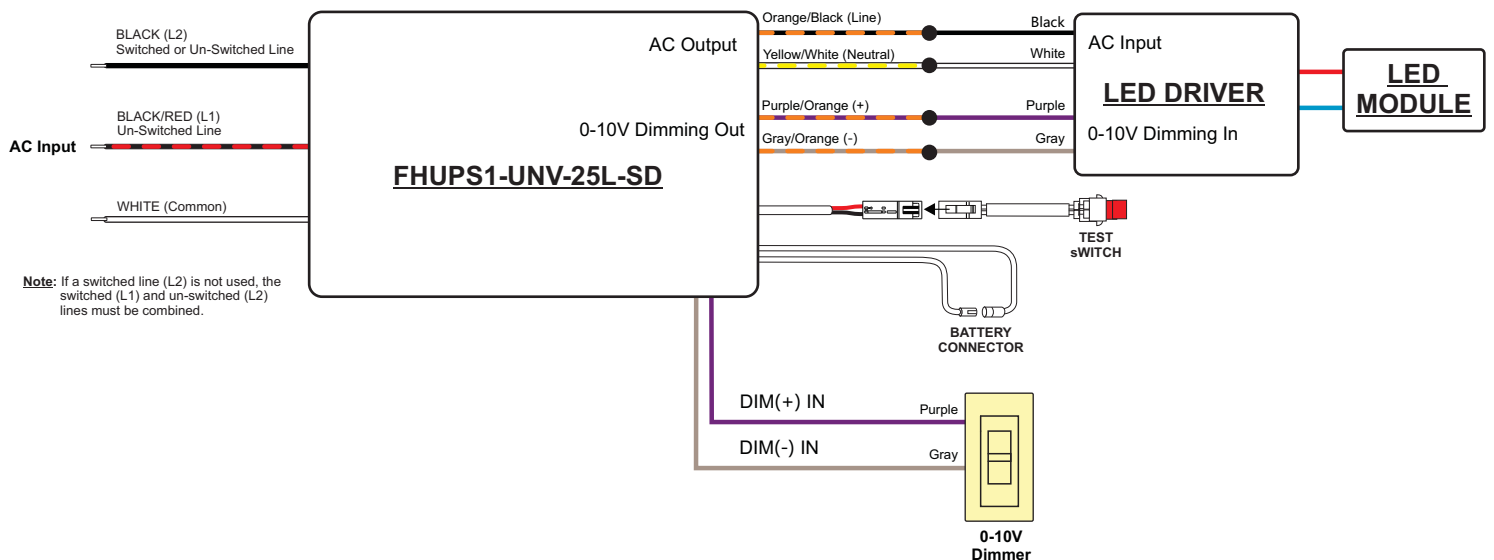 BLACK (L2)
Switched or Un-Switched Line
BLACK/RED (L1)
Un-Switched Line
AC Input
WHITE (Common)
Note: If a switched line (L2) is not used, the
switched (L1) and un-switched (L2)
lines must be combined.
AC Output
0-10V Dimming Out
FHUPS1-UNV-25L-SD
Orange/Black (Line)
Yellow/White (Neutral)
Purple/Orange (+)
Gray/Orange (-)
Black
White
Purple
Gray
AC Input
LED DRIVER
0-10V Dimming In
LED
MODULE
TEST
sWITCH
BATTERY
CONNECTOR
DIM(+) IN
Purple
DIM(-) IN
Gray
0-10V
Dimmer